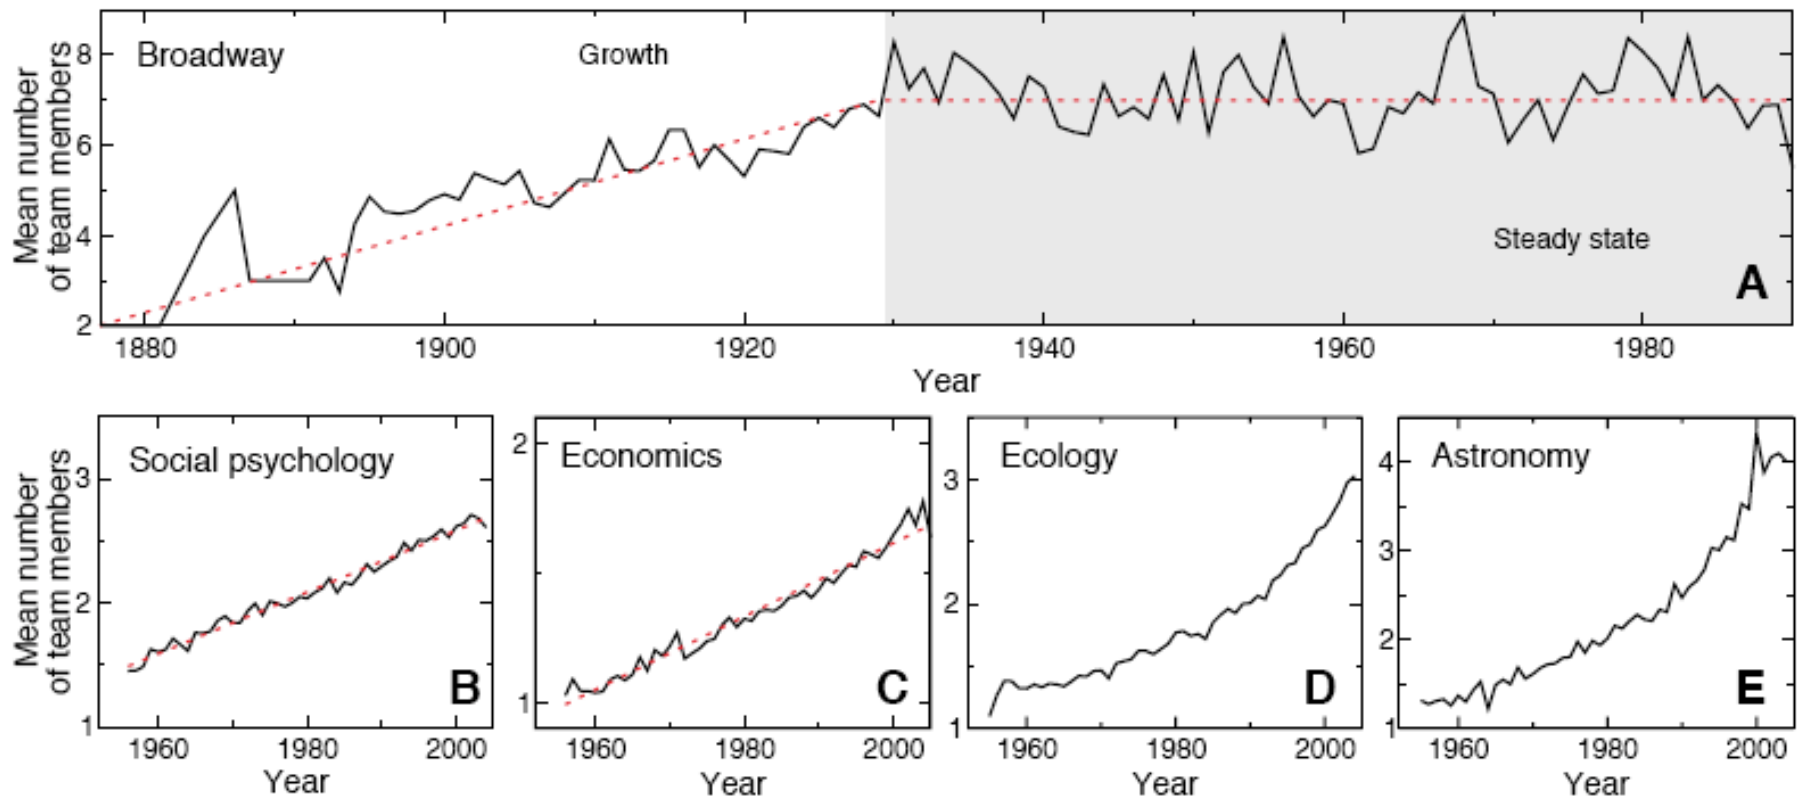 Mean number
of team members
8
6
4
2
Broadway
Growth
Steady state
A
1880 1900 1920 1940 1960 1980
Year
Mean number
of team members
3
2
1
Social psychology
B
1960 1980 2000
Year
2
1
Economics
C
1960 1980 2000
Year
3
2
1
Ecology
D
1960 1980 2000
Year
4
3
2
1
Astronomy
E
1960 1980 2000
Year